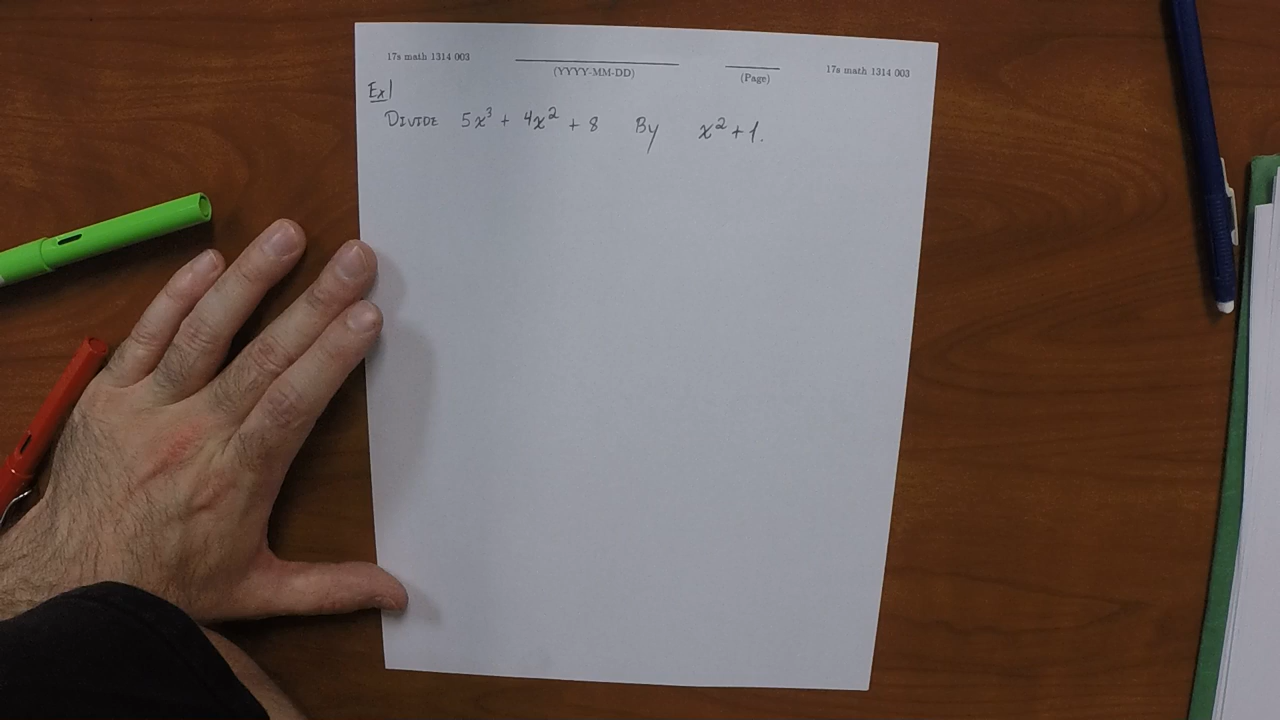 17s math 1314 003 (YYYY-MM-DD) (Page) 17s math 1314 003
Ex1
DIVIDE 5x³ + 4x² + 8 By x² + 1.